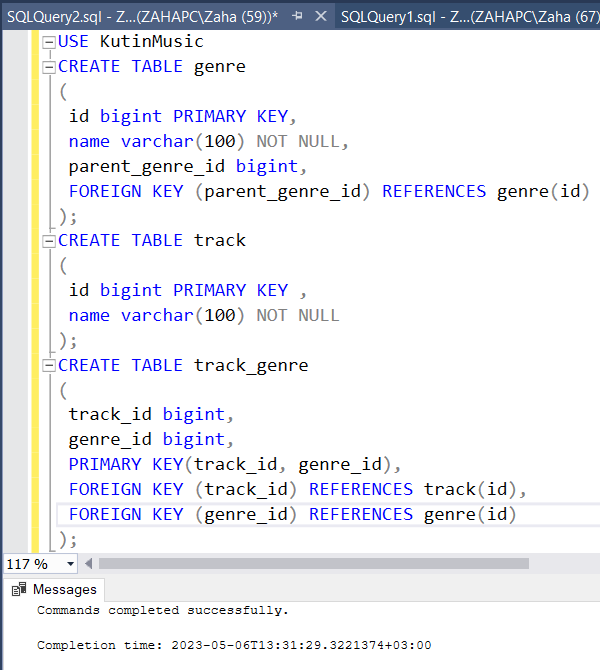 SQLQuery2.sql - Z...(ZAHAPC\Zaha (59))* SQLQuery1.sql - Z...(ZAHAPC\Zaha (67)
USE KutinMusic
CREATE TABLE genre
(
id bigint PRIMARY KEY,
name varchar(100) NOT NULL,
parent_genre_id bigint,
FOREIGN KEY (parent_genre_id) REFERENCES genre(id)
);
CREATE TABLE track
(
id bigint PRIMARY KEY ,
name varchar(100) NOT NULL
);
CREATE TABLE track_genre
(
track_id bigint,
genre_id bigint,
PRIMARY KEY(track_id, genre_id),
FOREIGN KEY (track_id) REFERENCES track(id),
FOREIGN KEY (genre_id) REFERENCES genre(id)
);
117 %
Messages
Commands completed successfully.
Completion time: 2023-05-06T13:31:29.3221374+03:00